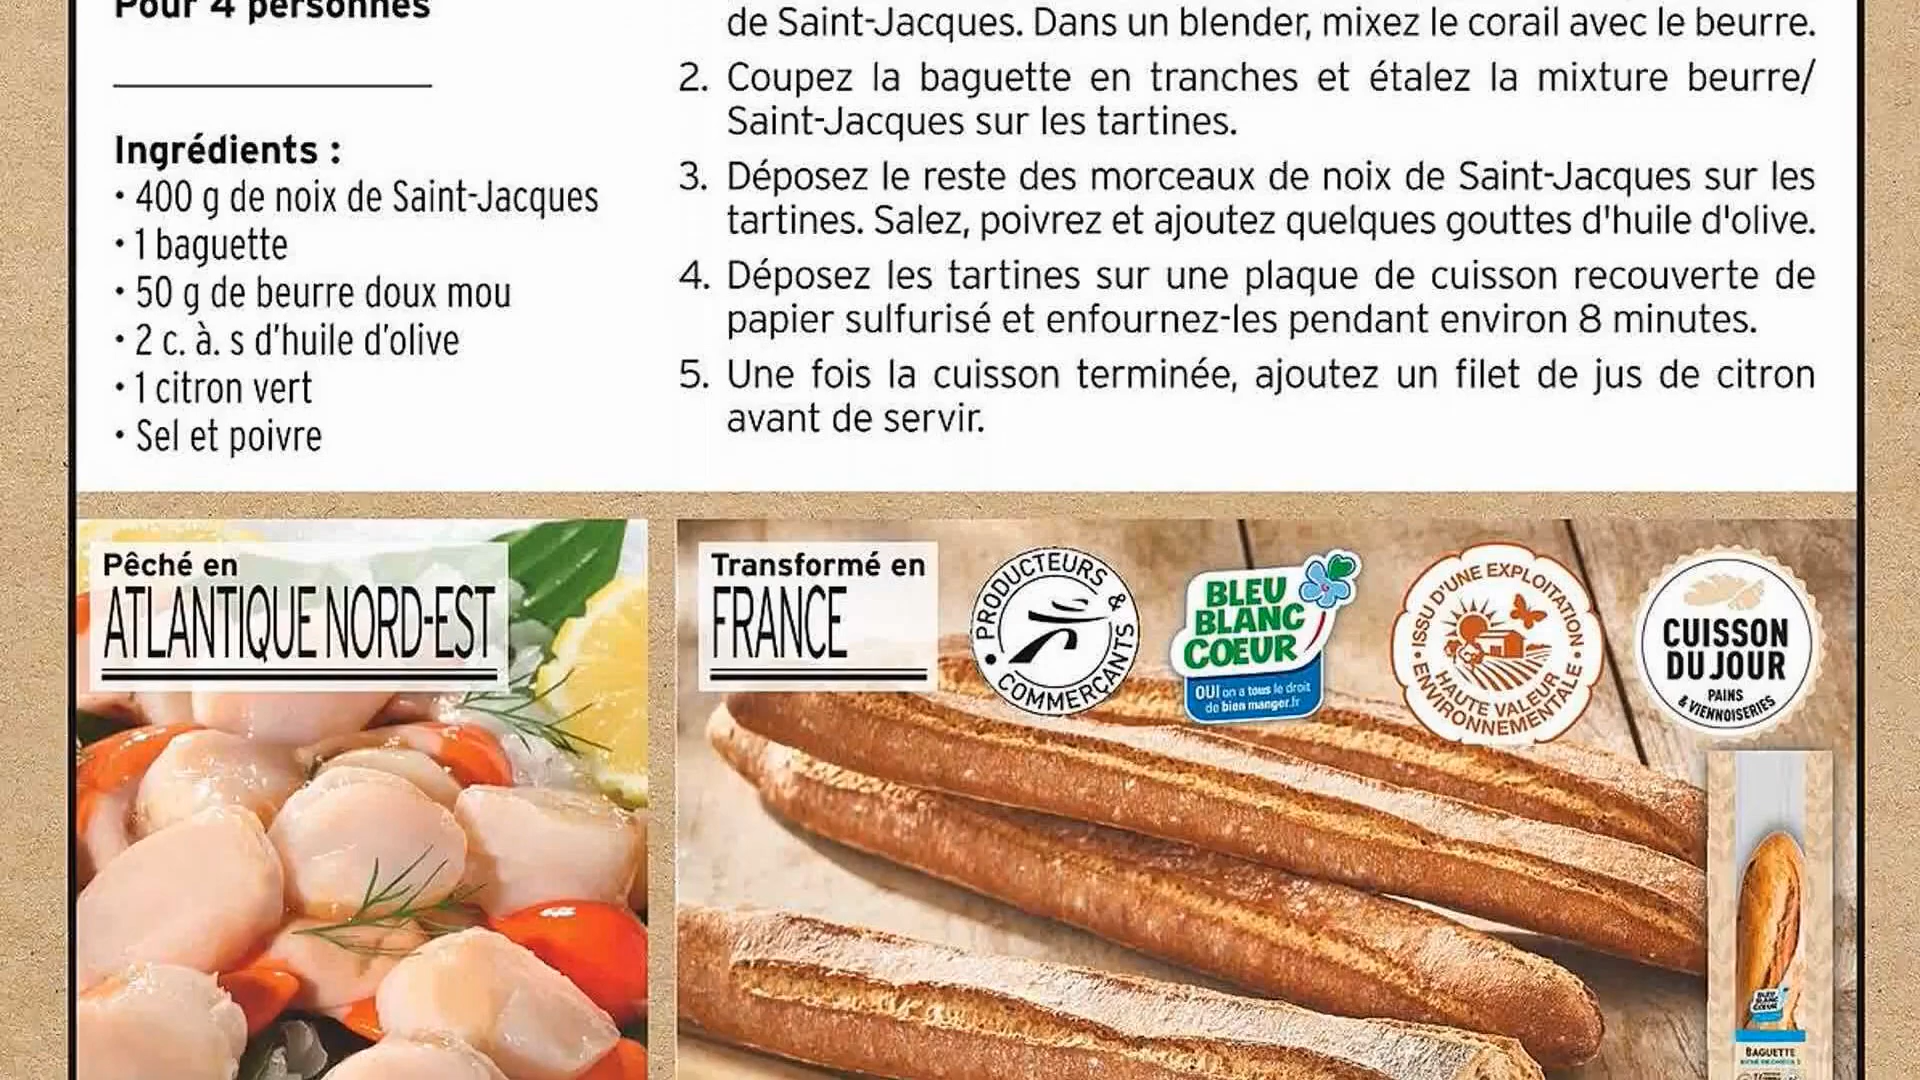 Pour 4 personnes
Ingrédients :
• 400 g de noix de Saint-Jacques
• 1 baguette
• 50 g de beurre doux mou
• 2 c. à. s d’huile d’olive
• 1 citron vert
• Sel et poivre
de Saint-Jacques. Dans un blender, mixez le corail avec le beurre.
2. Coupez la baguette en tranches et étalez la mixture beurre/
Saint-Jacques sur les tartines.
3. Déposez le reste des morceaux de noix de Saint-Jacques sur les
tartines. Salez, poivrez et ajoutez quelques gouttes d'huile d'olive.
4. Déposez les tartines sur une plaque de cuisson recouverte de
papier sulfurisé et enfournez-les pendant environ 8 minutes.
5. Une fois la cuisson terminée, ajoutez un filet de jus de citron
avant de servir.
Pêché en
ATLANTIQUE NORD-EST
Transformé en
FRANCE
• PRODUCTEURS &
COMMERÇANTS
BLEU
BLANC
COEUR
OUI on a tous le droit
de bien manger.fr
• ISSU D'UNE EXPLOITATION •
HAUTE VALEUR
ENVIRONNEMENTALE
CUISSON
DU JOUR
PAINS
& VIENNOISERIES
BLEU
BLANC
COEUR
BAGUETTE